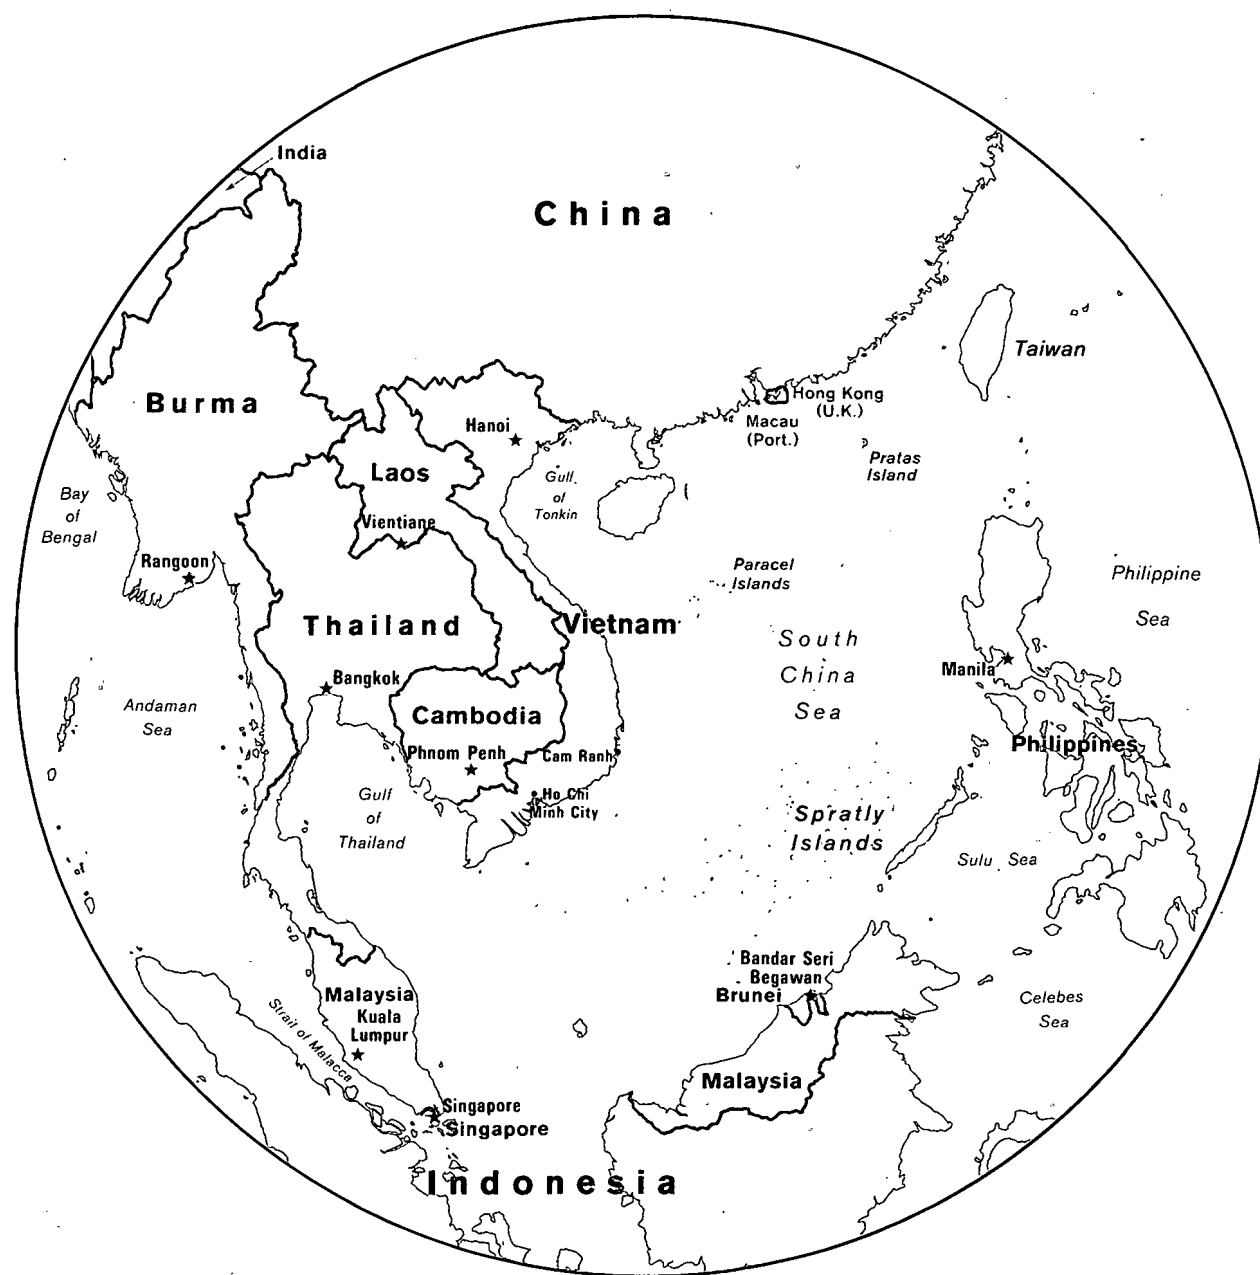 India
China
Taiwan
Burma
Hong Kong
(U.K.)
Macau
(Port.)
Hanoi
Laos
Pratas
Island
Gulf
of
Tonkin
Bay
of
Bengal
Vientiane
Rangoon
Paracel
Islands
Philippine
Sea
Thailand
Vietnam
South
China
Sea
Manila
Bangkok
Andaman
Sea
Cambodia
Phnom Penh
Cam Ranh
Philippines
Ho Chi
Minh City
Gulf
of
Thailand
Spratly
Islands
Sulu Sea
Bandar Seri
Begawan
Brunei
Malaysia
Kuala
Lumpur
Strait of Malacca
Celebes
Sea
Malaysia
Singapore
Singapore
Indonesia